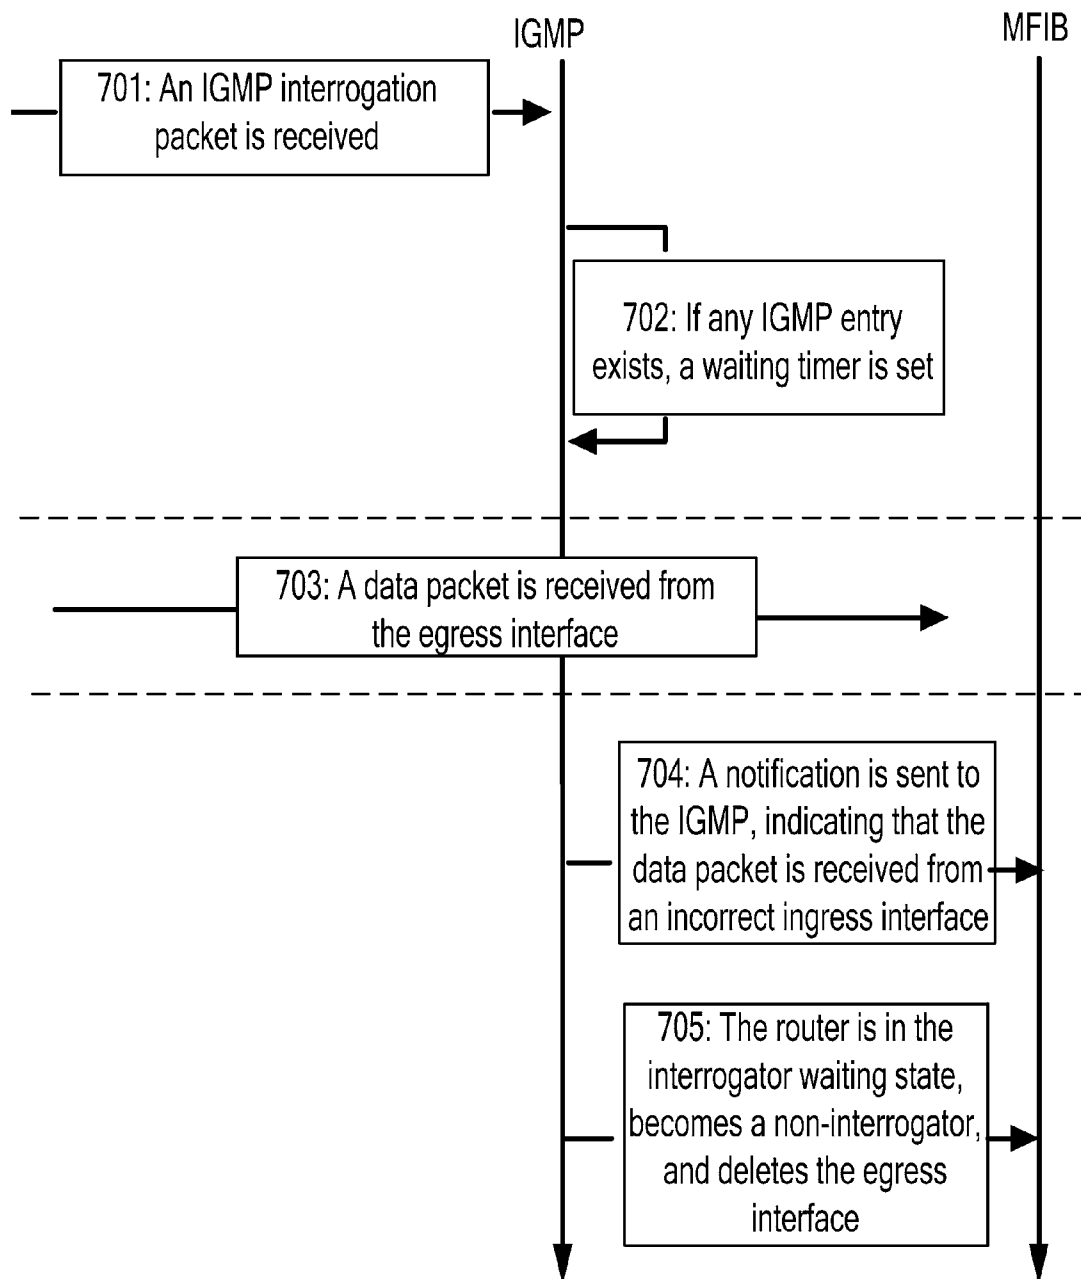 IGMP
MFIB
701: An IGMP interrogation
packet is received
702: If any IGMP entry
exists, a waiting timer is set
703: A data packet is received from
the egress interface
704: A notification is sent to
the IGMP, indicating that the
data packet is received from
an incorrect ingress interface
705: The router is in the
interrogator waiting state,
becomes a non-interrogator,
and deletes the egress
interface